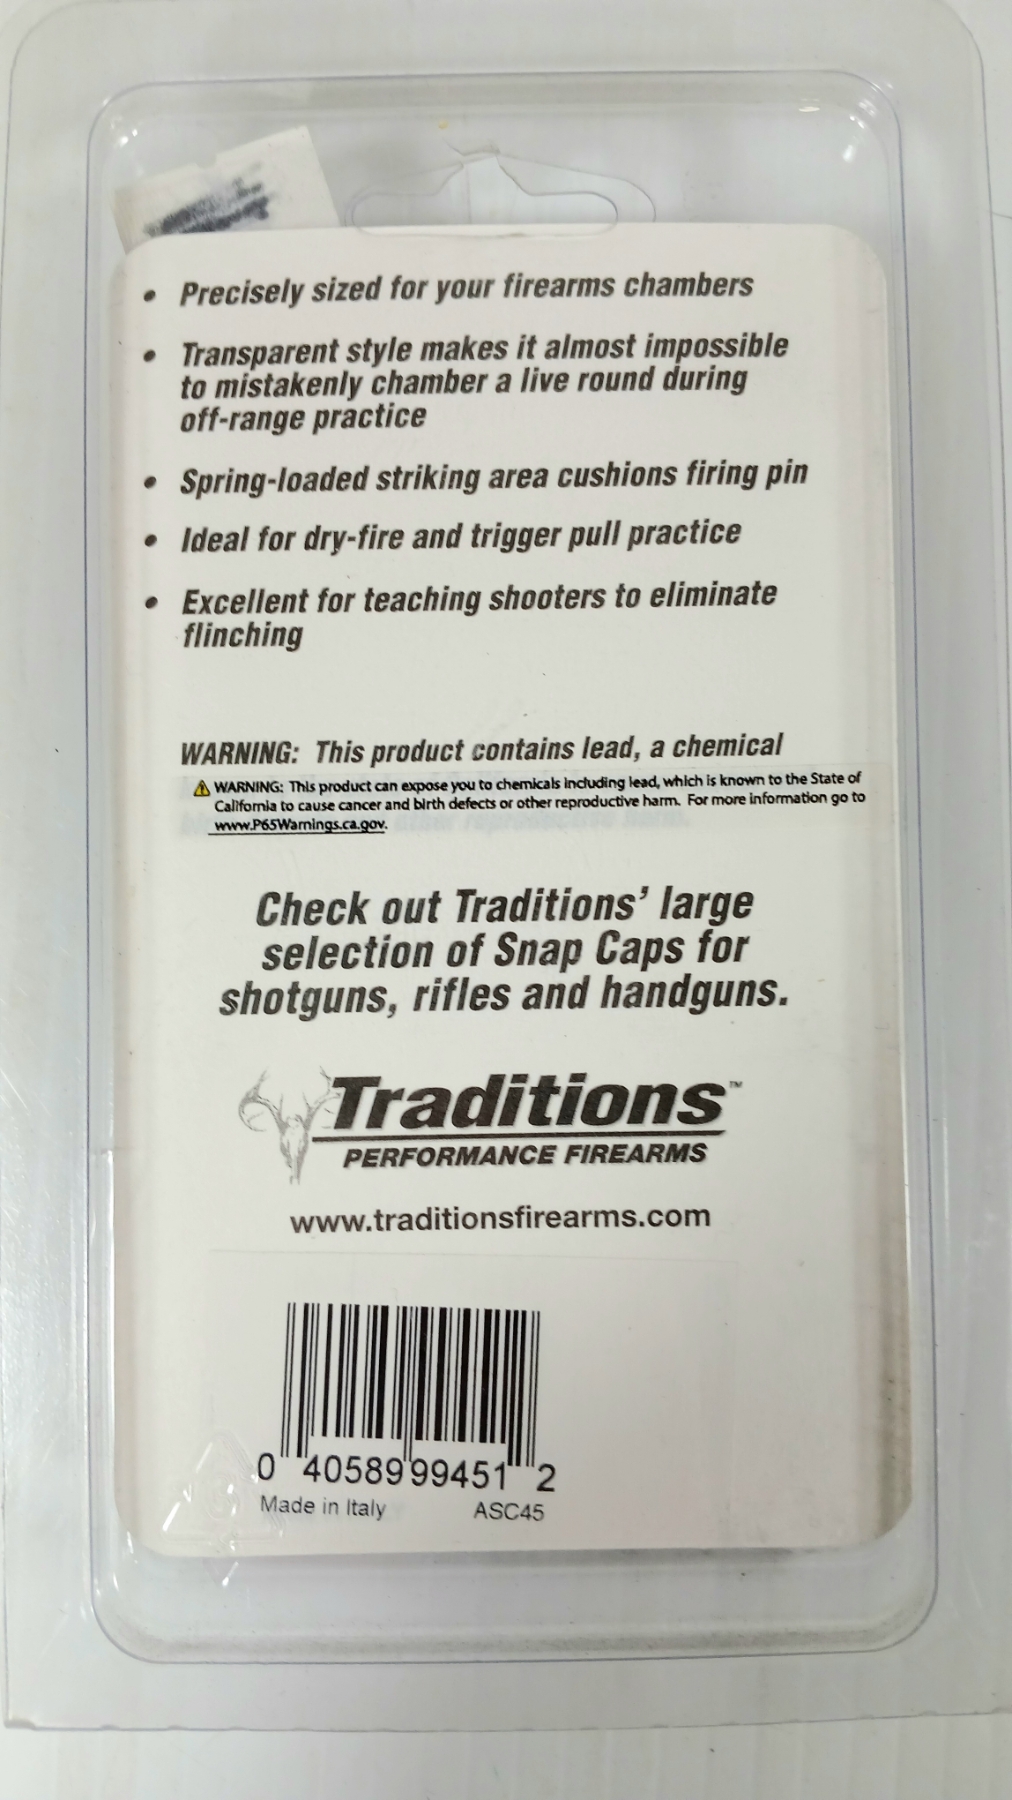 • Precisely sized for your firearms chambers
• Transparent style makes it almost impossible
to mistakenly chamber a live round during
off-range practice
• Spring-loaded striking area cushions firing pin
• Ideal for dry-fire and trigger pull practice
• Excellent for teaching shooters to eliminate
flinching
WARNING: This product contains lead, a chemical
⚠ WARNING: This product can expose you to chemicals including lead, which is known to the State of
California to cause cancer and birth defects or other reproductive harm. For more information go to
www.P65Warnings.ca.gov.
Check out Traditions’ large
selection of Snap Caps for
shotguns, rifles and handguns.
Traditions™
PERFORMANCE FIREARMS
www.traditionsfirearms.com
0 40589 99451 2
Made in Italy ASC45